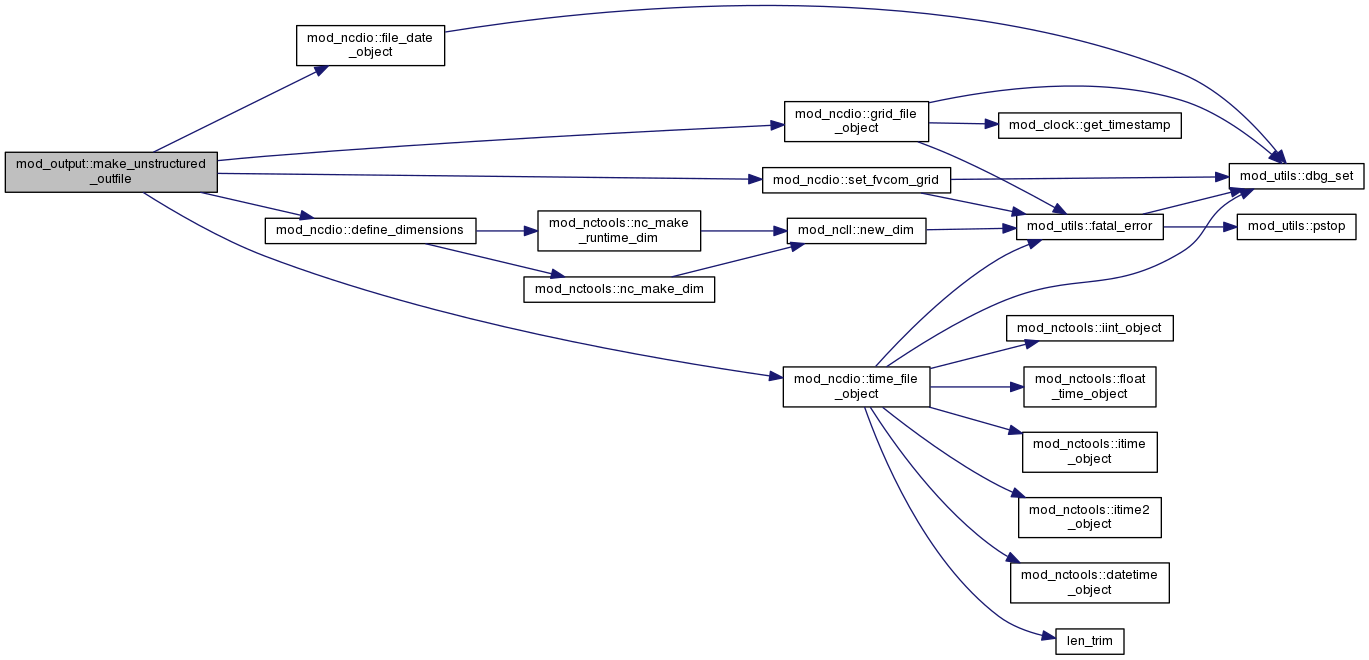 mod_ncdio::file_date
_object
mod_ncdio::grid_file
_object
mod_clock::get_timestamp
mod_output::make_unstructured
_outfile
mod_ncdio::set_fvcom_grid
mod_utils::dbg_set
mod_ncdio::define_dimensions
mod_nctools::nc_make
_runtime_dim
mod_ncll::new_dim
mod_utils::fatal_error
mod_utils::pstop
mod_nctools::nc_make_dim
mod_nctools::iint_object
mod_ncdio::time_file
_object
mod_nctools::float
_time_object
mod_nctools::itime
_object
mod_nctools::itime2
_object
mod_nctools::datetime
_object
len_trim